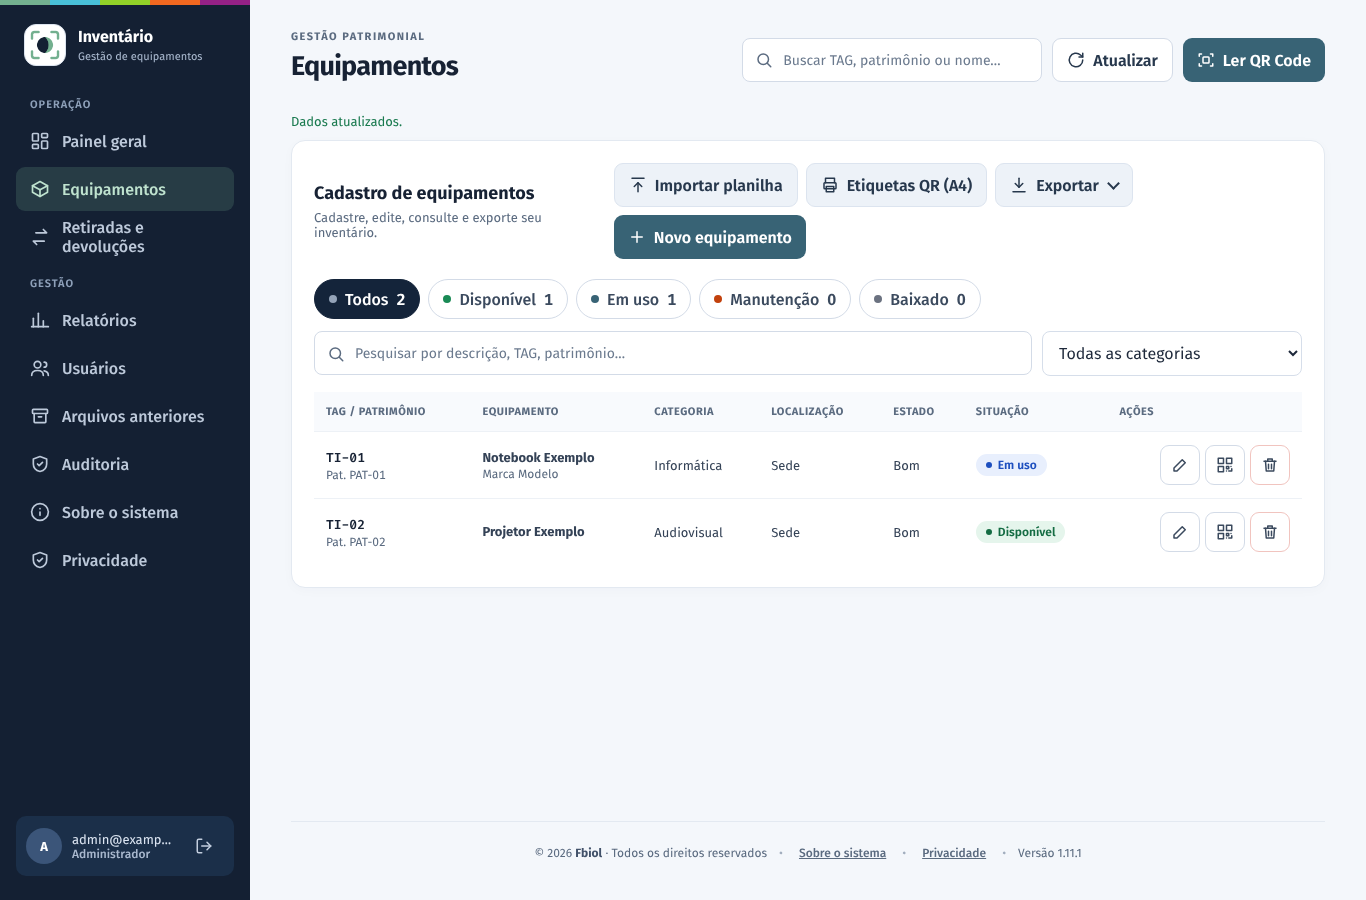 Inventário
Gestão de equipamentos
OPERAÇÃO
Painel geral
Equipamentos
Retiradas e
devoluções
GESTÃO
Relatórios
Usuários
Arquivos anteriores
Auditoria
Sobre o sistema
Privacidade
A
admin@examp...
Administrador
GESTÃO PATRIMONIAL
Equipamentos
Buscar TAG, patrimônio ou nome...
Atualizar
Ler QR Code
Dados atualizados.
Cadastro de equipamentos
Cadastre, edite, consulte e exporte seu
inventário.
Importar planilha
Etiquetas QR (A4)
Exportar
Novo equipamento
Todos 2
Disponível 1
Em uso 1
Manutenção 0
Baixado 0
Pesquisar por descrição, TAG, patrimônio...
Todas as categorias
TAG / PATRIMÔNIO EQUIPAMENTO CATEGORIA LOCALIZAÇÃO ESTADO SITUAÇÃO AÇÕES
TI-01 Notebook Exemplo Informática Sede Bom Em uso
Pat. PAT-01 Marca Modelo
TI-02 Projetor Exemplo Audiovisual Sede Bom Disponível
Pat. PAT-02
© 2026 Fbiol · Todos os direitos reservados • Sobre o sistema • Privacidade • Versão 1.11.1